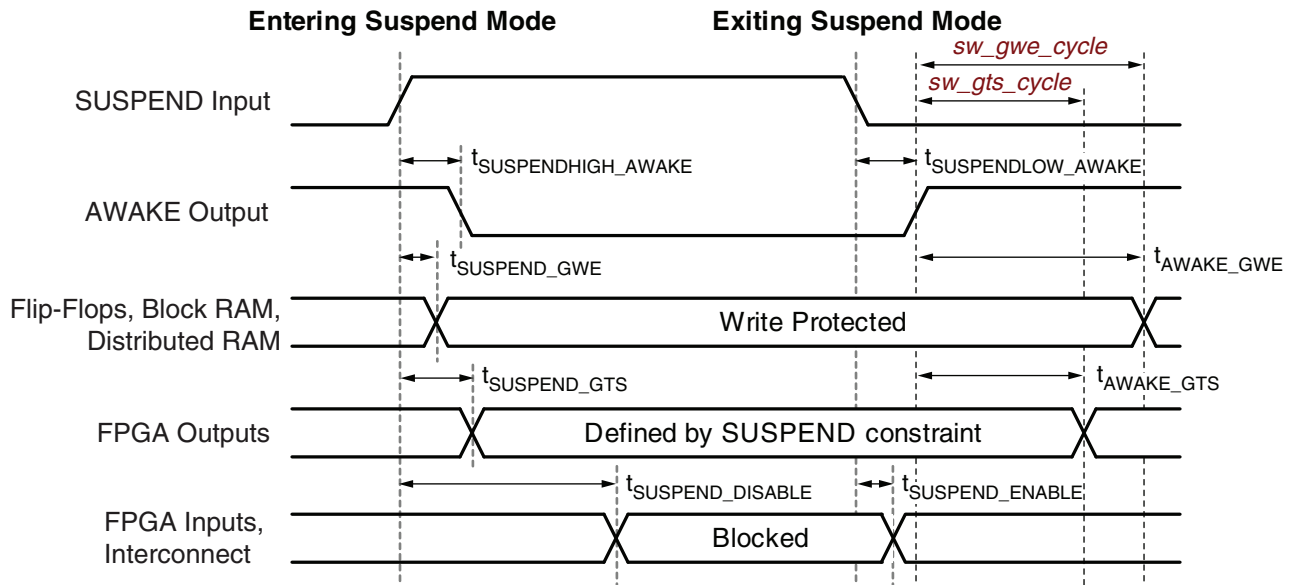 Entering Suspend Mode
Exiting Suspend Mode
sw_gwe_cycle
sw_gts_cycle
SUSPEND Input
tSUSPENDHIGH_AWAKE
tSUSPENDLOW_AWAKE
AWAKE Output
tSUSPEND_GWE
tAWAKE_GWE
Flip-Flops, Block RAM,
Distributed RAM
Write Protected
tSUSPEND_GTS
tAWAKE_GTS
FPGA Outputs
Defined by SUSPEND constraint
tSUSPEND_DISABLE
tSUSPEND_ENABLE
FPGA Inputs,
Interconnect
Blocked